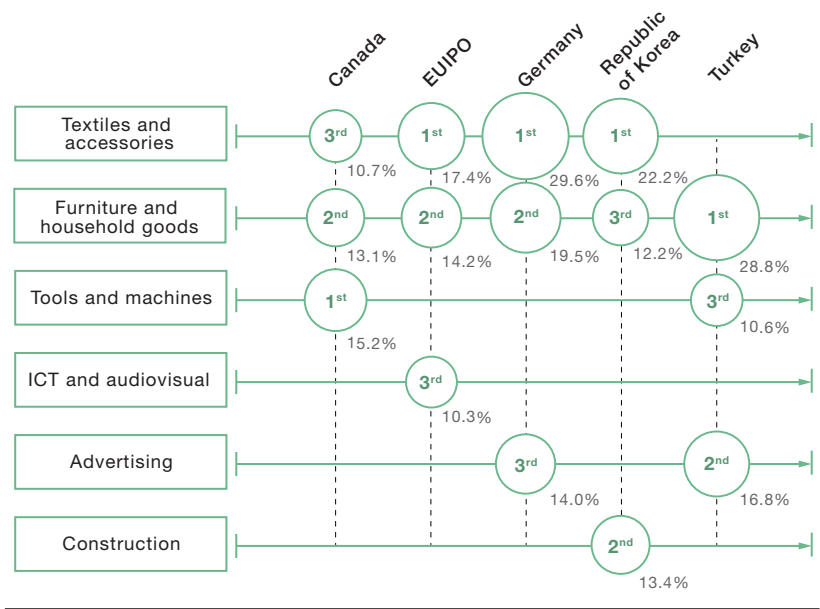 Canada
EUIPO
Germany
Republic
of Korea
Turkey
Textiles and
accessories
3rd
1st
1st
1st
10.7%
17.4%
29.6%
22.2%
Furniture and
household goods
2nd
2nd
2nd
3rd
1st
13.1%
14.2%
19.5%
12.2%
28.8%
Tools and machines
1st
3rd
15.2%
10.6%
ICT and audiovisual
3rd
10.3%
Advertising
3rd
2nd
14.0%
16.8%
Construction
2nd
13.4%